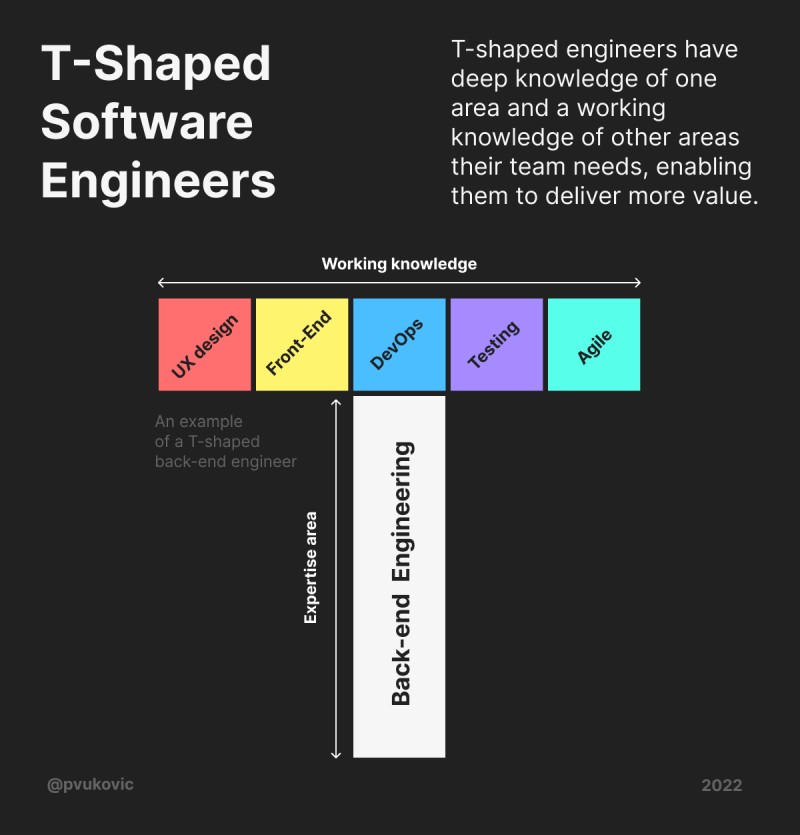 T-Shaped
Software
Engineers
T-shaped engineers have
deep knowledge of one
area and a working
knowledge of other areas
their team needs, enabling
them to deliver more value.
Working knowledge
UX design
Front-End
DevOps
Testing
Agile
An example
of a T-shaped
back-end engineer
Expertise area
Back-end Engineering
@pvukovic
2022